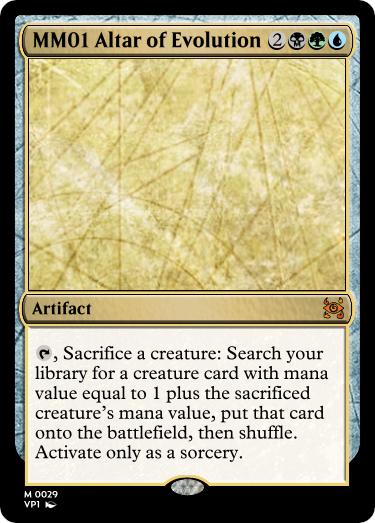 MM01 Altar of Evolution 2
Artifact
, Sacrifice a creature: Search your
library for a creature card with mana
value equal to 1 plus the sacrificed
creature's mana value, put that card
onto the battlefield, then shuffle.
Activate only as a sorcery.
M 0029
VP1